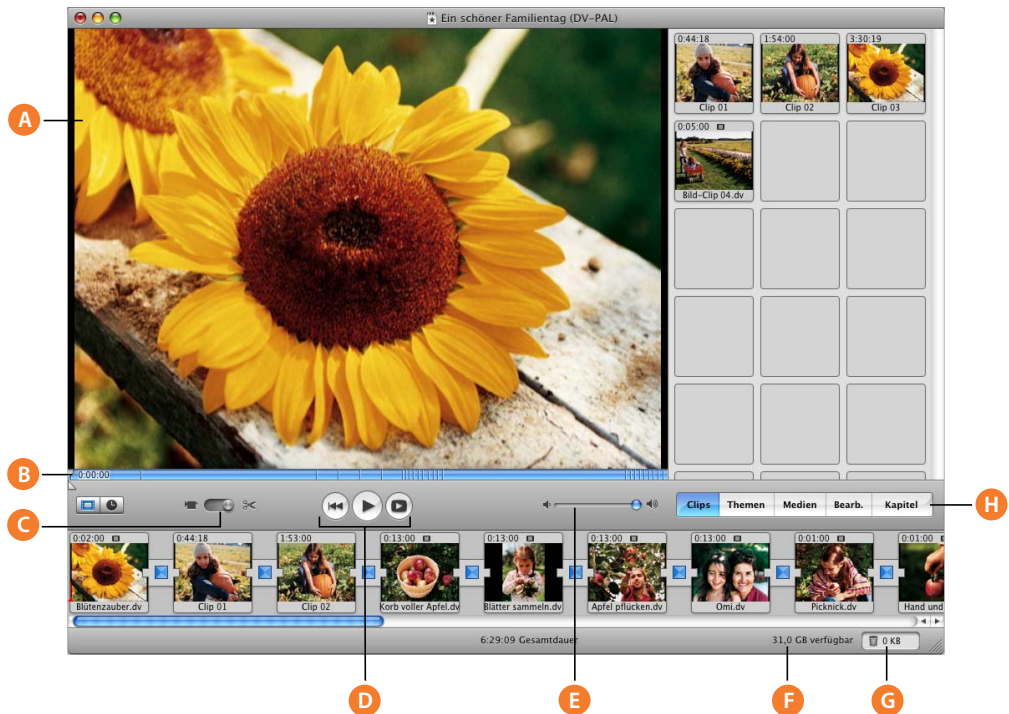 Ein schöner Familientag (DV-PAL)
0:44:18 1:54:00 3:30:19
Clip 01 Clip 02 Clip 03
A
0:05:00
Bild-Clip 04.dv
B
0:00:00
C
Clips Themen Medien Bearb. Kapitel
H
0:02:00 0:44:18 1:53:00 0:13:00 0:13:00 0:13:00 0:13:00 0:01:00 0:01:00
Blütenzauber.dv Clip 01 Clip 02 Korb voller Äpfel.dv Blätter sammeln.dv Äpfel pflücken.dv Omi.dv Picknick.dv Hand und
6:29:09 Gesamtdauer 31,0 GB verfügbar 0 KB
D E F G